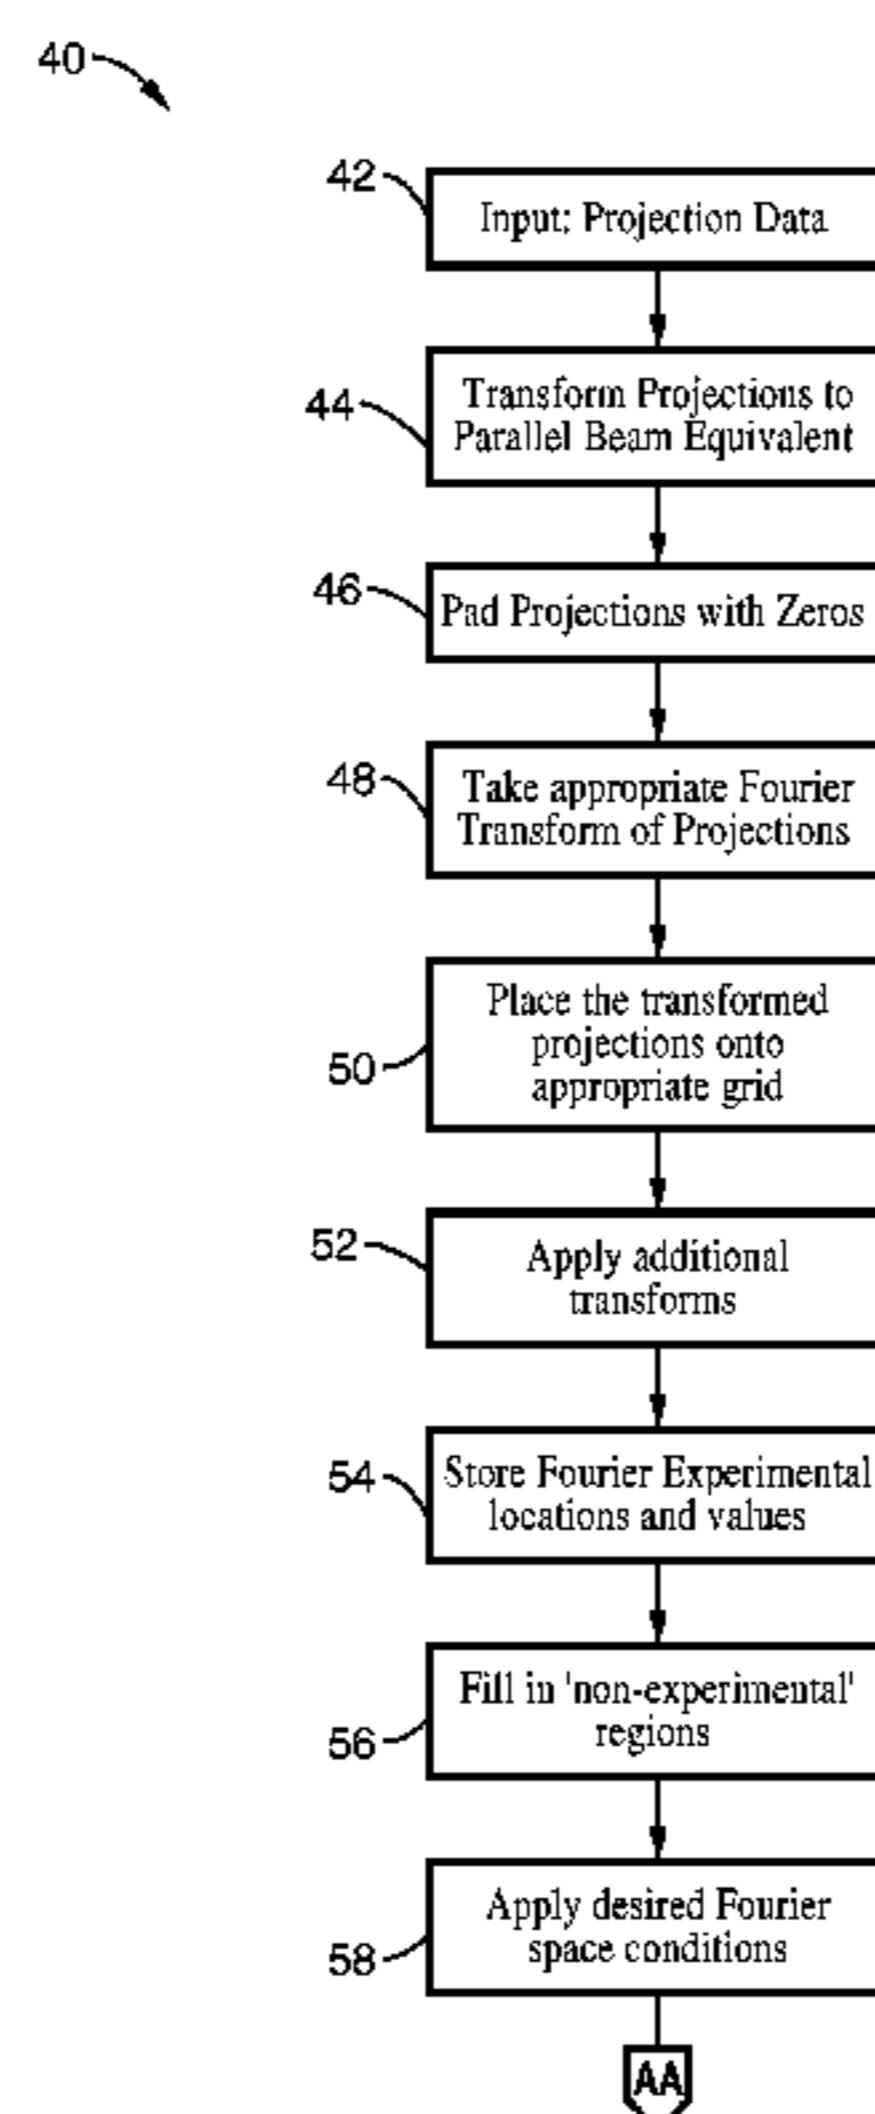 40
42
Input: Projection Data
44
Transform Projections to
Parallel Beam Equivalent
46
Pad Projections with Zeros
48
Take appropriate Fourier
Transform of Projections
50
Place the transformed
projections onto
appropriate grid
52
Apply additional
transforms
54
Store Fourier Experimental
locations and values
56
Fill in 'non-experimental'
regions
58
Apply desired Fourier
space conditions
AA